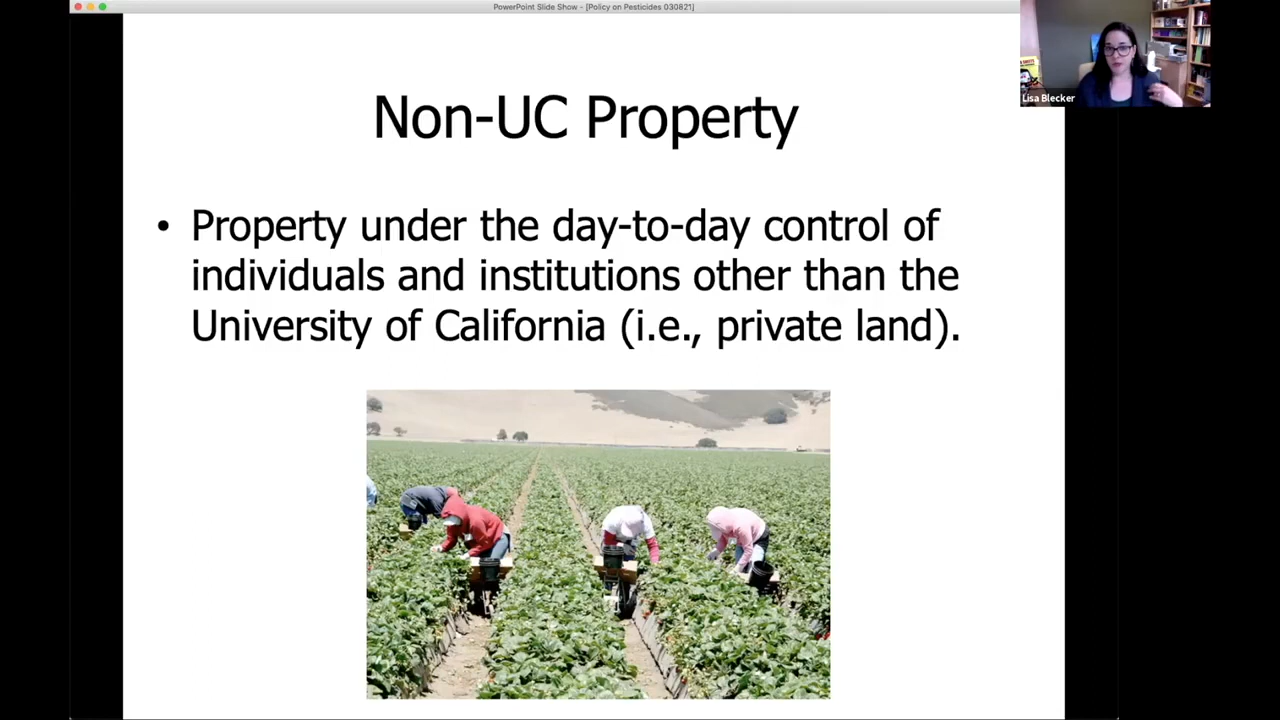 PowerPoint Slide Show - [Policy on Pesticides 030821]
Lisa Blecker
Non-UC Property
• Property under the day-to-day control of
individuals and institutions other than the
University of California (i.e., private land).